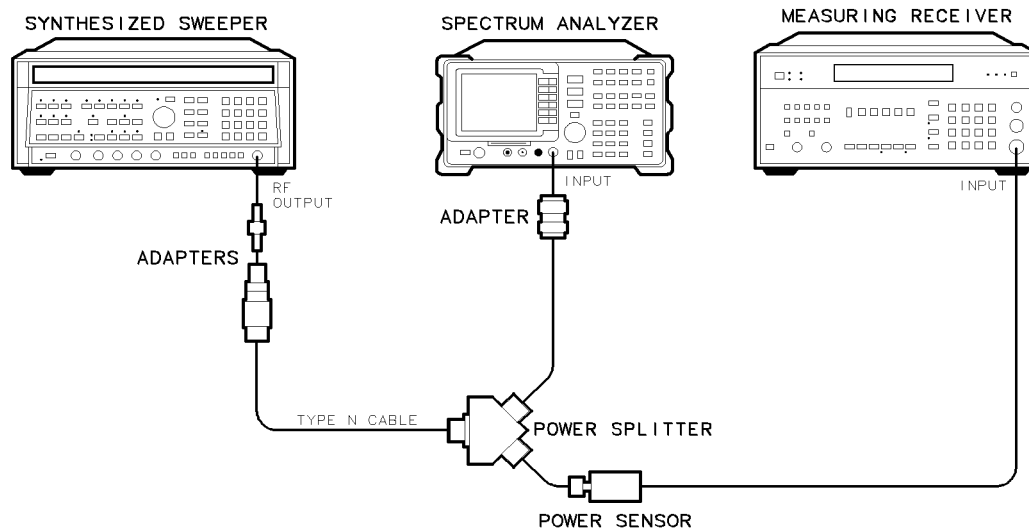 SYNTHESIZED SWEEPER
SPECTRUM ANALYZER
MEASURING RECEIVER
RF
OUTPUT
INPUT
INPUT
ADAPTER
ADAPTERS
TYPE N CABLE
POWER SPLITTER
POWER SENSOR